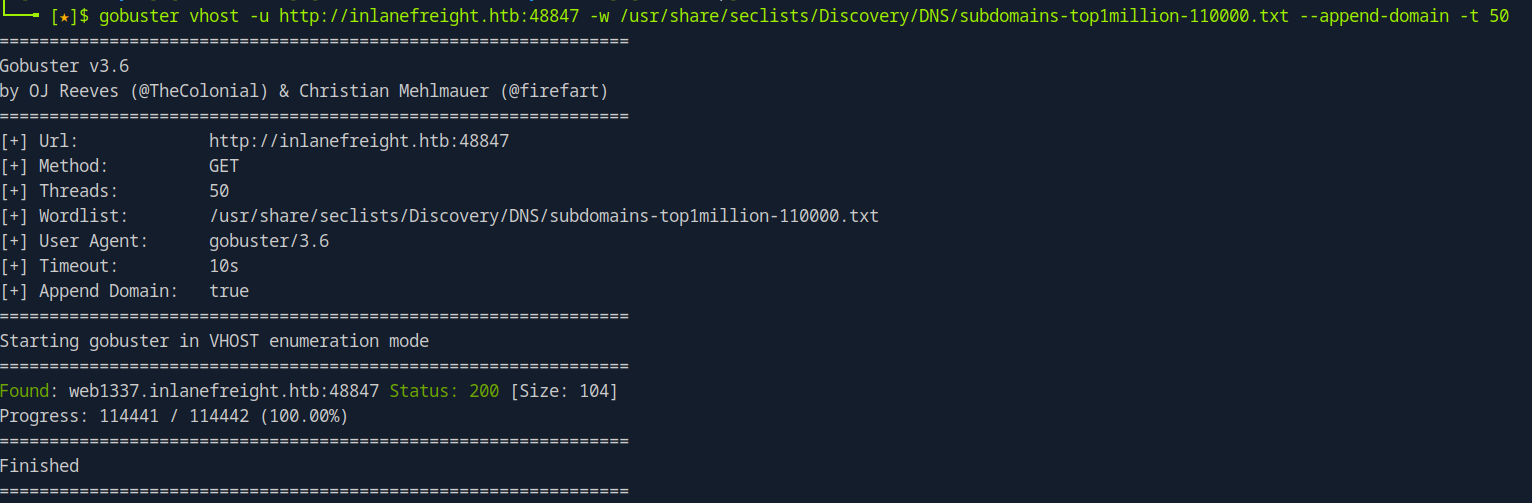 [★]$ gobuster vhost -u http://inlanefreight.htb:48847 -w /usr/share/seclists/Discovery/DNS/subdomains-top1million-110000.txt --append-domain -t 50
===============================================================
Gobuster v3.6
by OJ Reeves (@TheColonial) & Christian Mehlmauer (@firefart)
===============================================================
[+] Url:             http://inlanefreight.htb:48847
[+] Method:          GET
[+] Threads:         50
[+] Wordlist:        /usr/share/seclists/Discovery/DNS/subdomains-top1million-110000.txt
[+] User Agent:      gobuster/3.6
[+] Timeout:         10s
[+] Append Domain:   true
===============================================================
Starting gobuster in VHOST enumeration mode
===============================================================
Found: web1337.inlanefreight.htb:48847 Status: 200 [Size: 104]
Progress: 114441 / 114442 (100.00%)
===============================================================
Finished
===============================================================